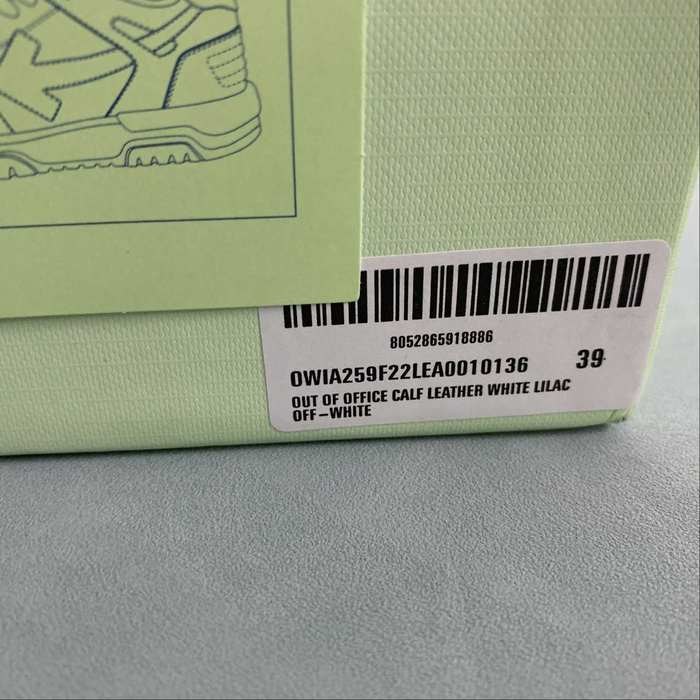 8052865918886
OWIA259F22LEA0010136 39
OUT OF OFFICE CALF LEATHER WHITE LILAC
OFF-WHITE